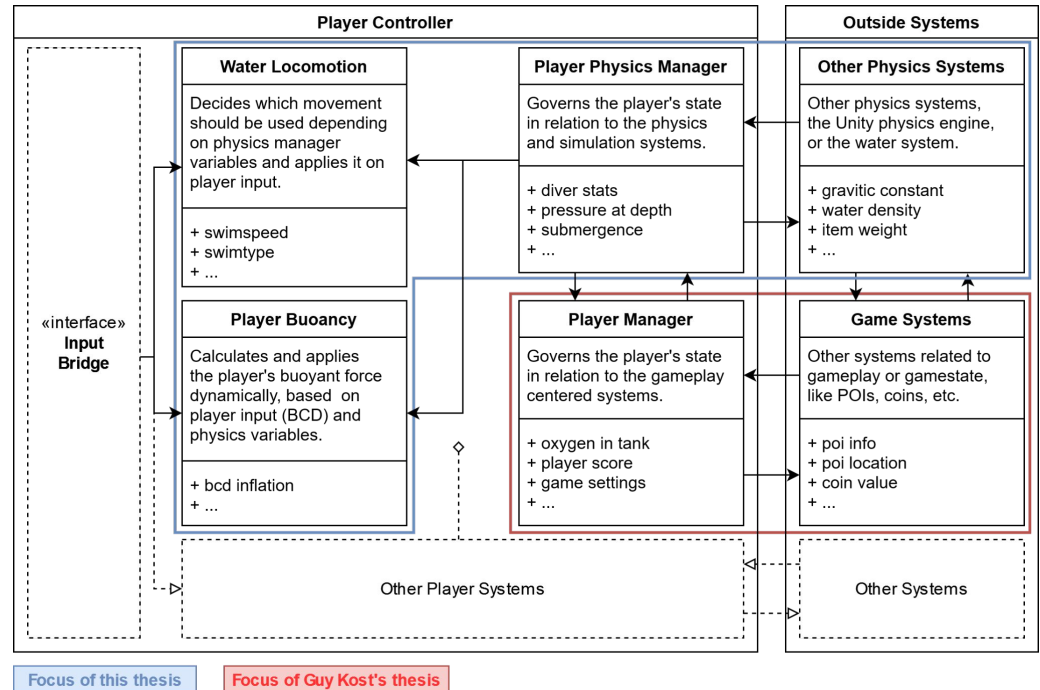 Player Controller
Outside Systems
«interface»
Input
Bridge
Water Locomotion
Decides which movement
should be used depending
on physics manager
variables and applies it on
player input.
+ swimspeed
+ swimtype
+ ...
Player Physics Manager
Governs the player's state
in relation to the physics
and simulation systems.
+ diver stats
+ pressure at depth
+ submergence
+ ...
Other Physics Systems
Other physics systems,
the Unity physics engine,
or the water system.
+ gravitic constant
+ water density
+ item weight
+ ...
Player Buoancy
Calculates and applies
the player's buoyant force
dynamically, based on
player input (BCD) and
physics variables.
+ bcd inflation
+ ...
Player Manager
Governs the player's state
in relation to the gameplay
centered systems.
+ oxygen in tank
+ player score
+ game settings
+ ...
Game Systems
Other systems related to
gameplay or gamestate,
like POIs, coins, etc.
+ poi info
+ poi location
+ coin value
+ ...
Other Player Systems
Other Systems
Focus of this thesis
Focus of Guy Kost's thesis